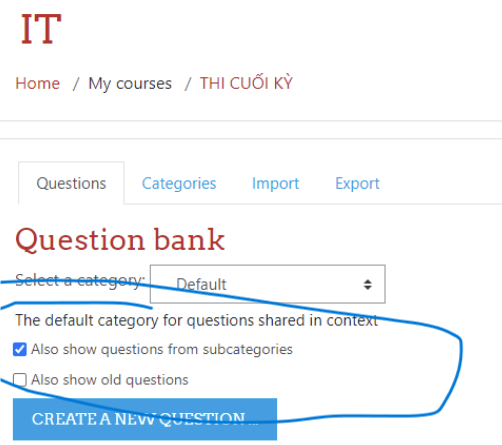 IT
Home / My courses / THI CUỐI KỲ
Questions Categories Import Export
Question bank
Select a category: Default
The default category for questions shared in context
Also show questions from subcategories
Also show old questions
CREATE A NEW QUESTION ...